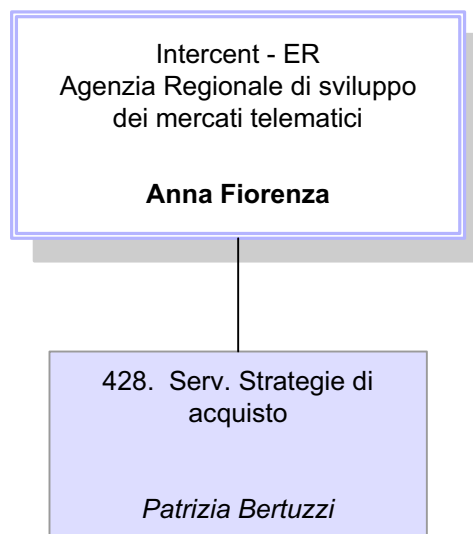 Intercent - ER
Agenzia Regionale di sviluppo
dei mercati telematici
Anna Fiorenza
428.  Serv. Strategie di
acquisto
Patrizia Bertuzzi